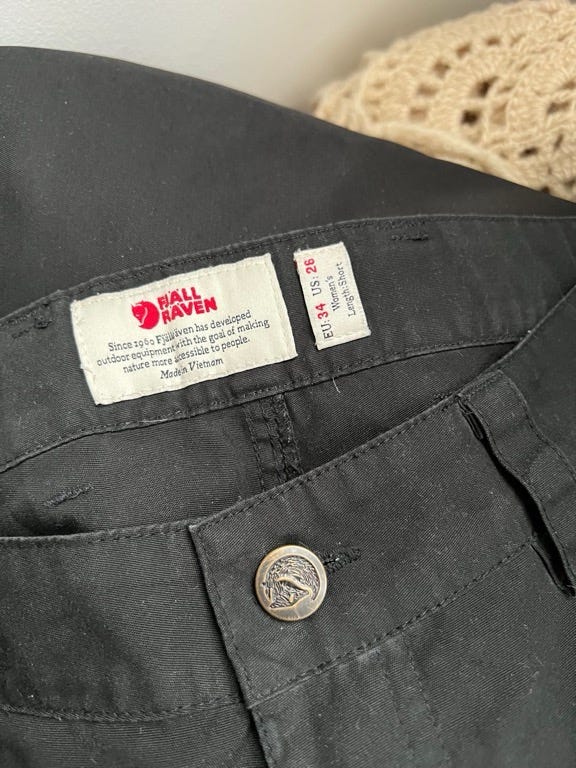 FJÄLL
RÄVEN
Since 1960 Fjällräven has developed
outdoor equipment with the goal of making
nature more accessible to people.
Made in Vietnam
EU: 34 US: 26
Women's
Length: Short